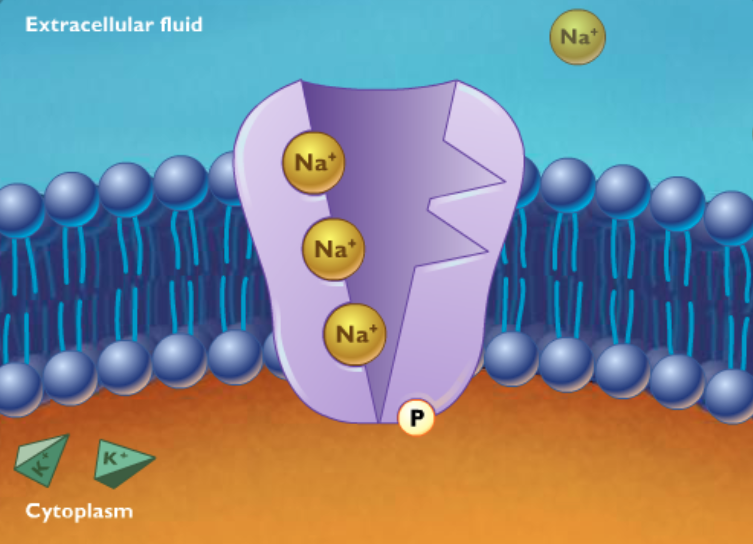 Extracellular fluid
Na⁺
Na⁺
Na⁺
Na⁺
P
K⁺
K⁺
Cytoplasm